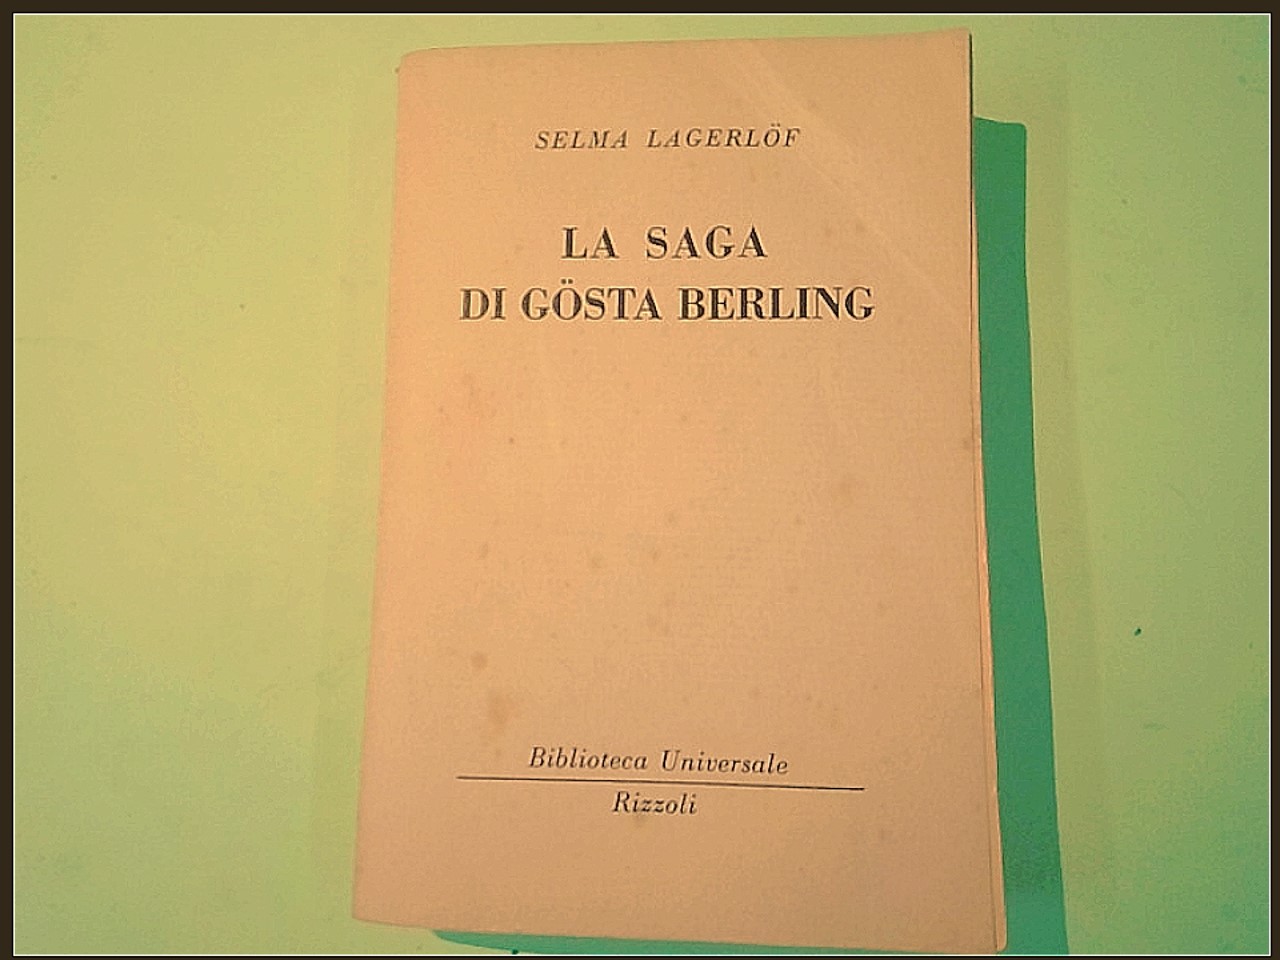 SELMA LAGERLÖF
LA SAGA
DI GÖSTA BERLING
Biblioteca Universale
Rizzoli